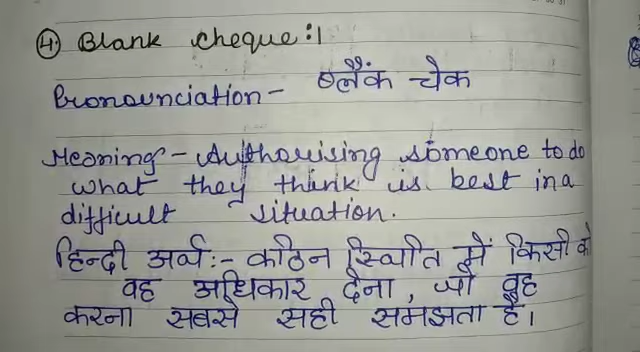 4. Blank cheque:|
Pronounciation- ब्लैंक चेक
Meaning - Authorising someone to do
what they think is best in a
difficult situation.
हिन्दी अर्थ:- कठिन स्थिति में किसी को
वह अधिकार देना, जो वह
करना सबसे सही समझता है।